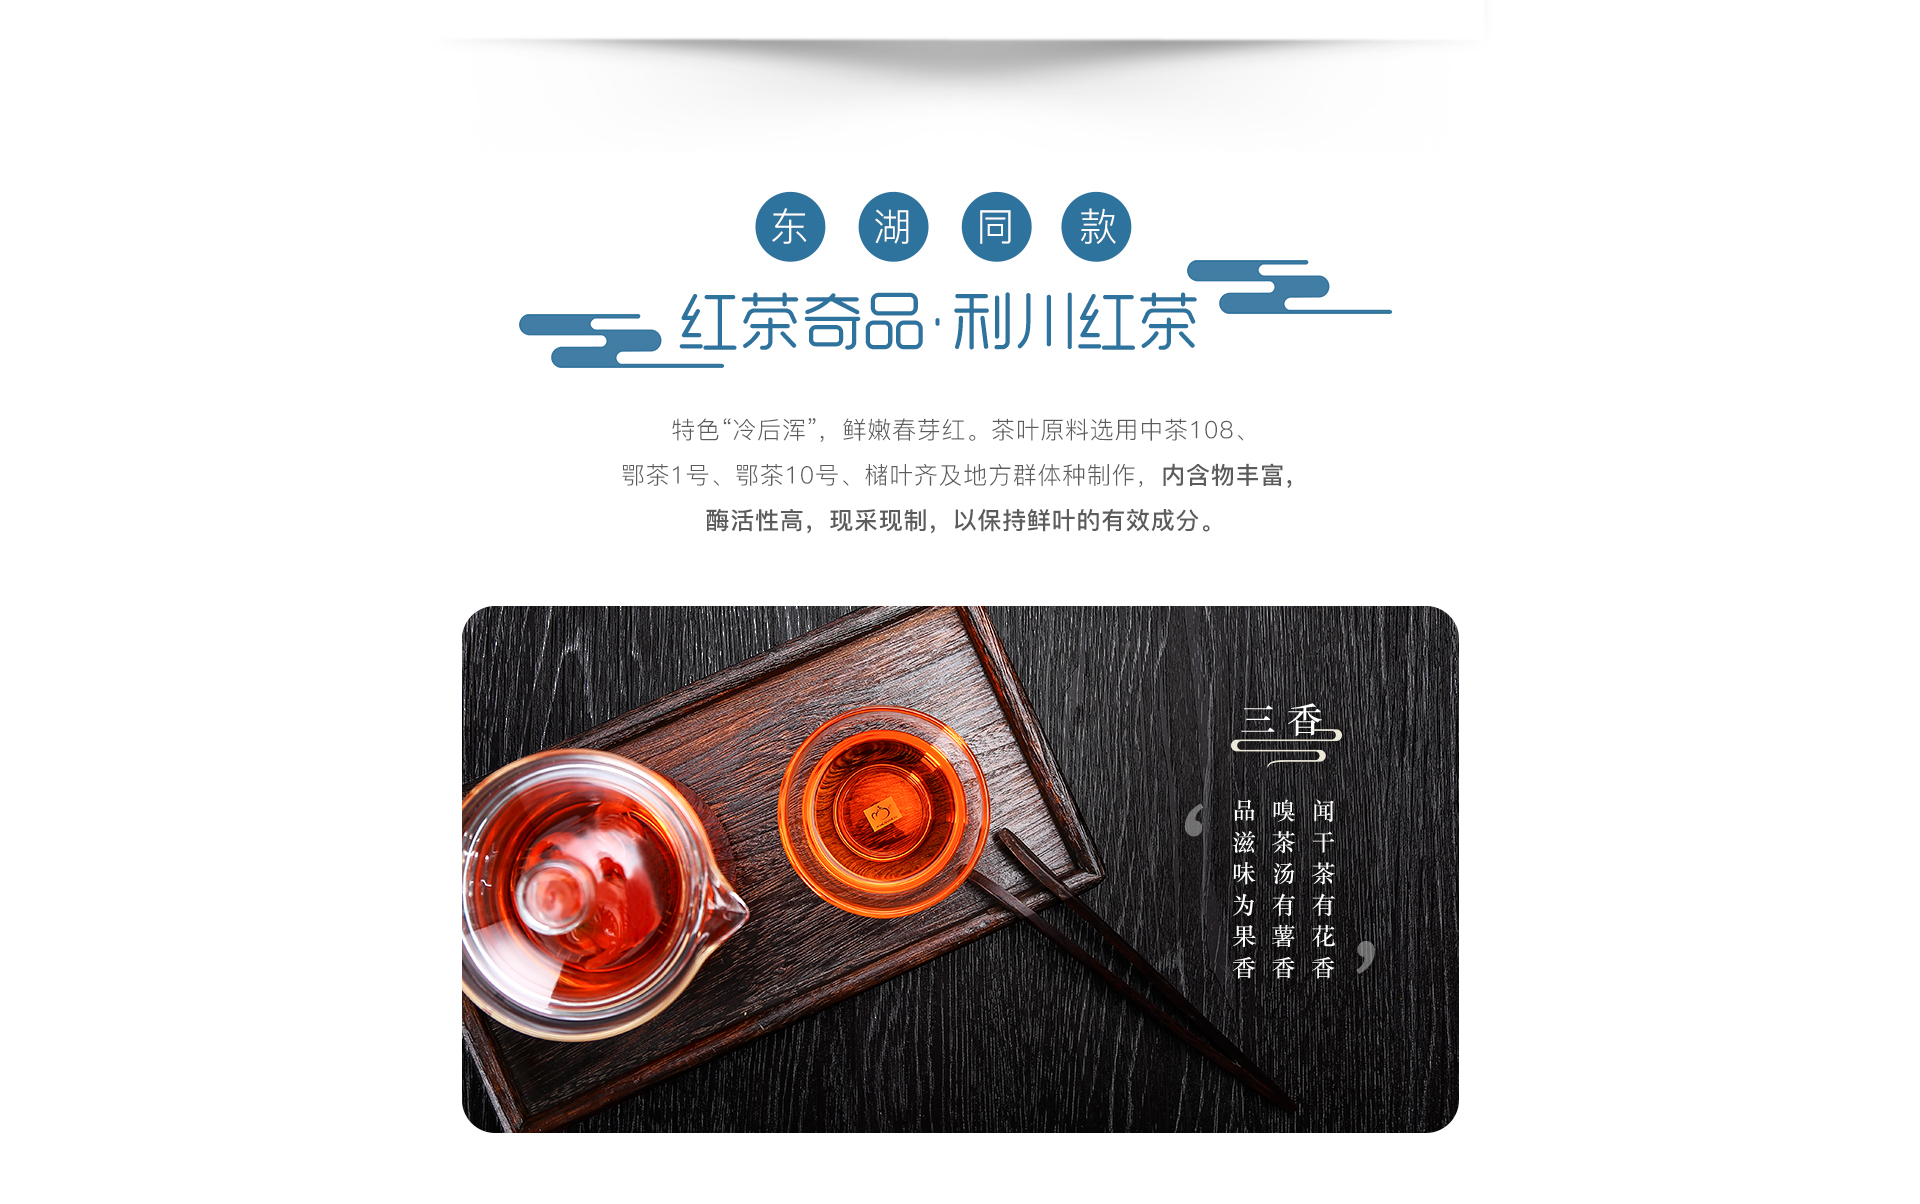 东湖同款
红茶奇品·利川红茶
特色“冷后浑”，鲜嫩春芽红。茶叶原料选用中茶108、
鄂茶1号、鄂茶10号、槠叶齐及地方群体种制作，内含物丰富，
酶活性高，现采现制，以保持鲜叶的有效成分。
三香
闻干茶有花香
嗅茶汤有薯香
品滋味为果香